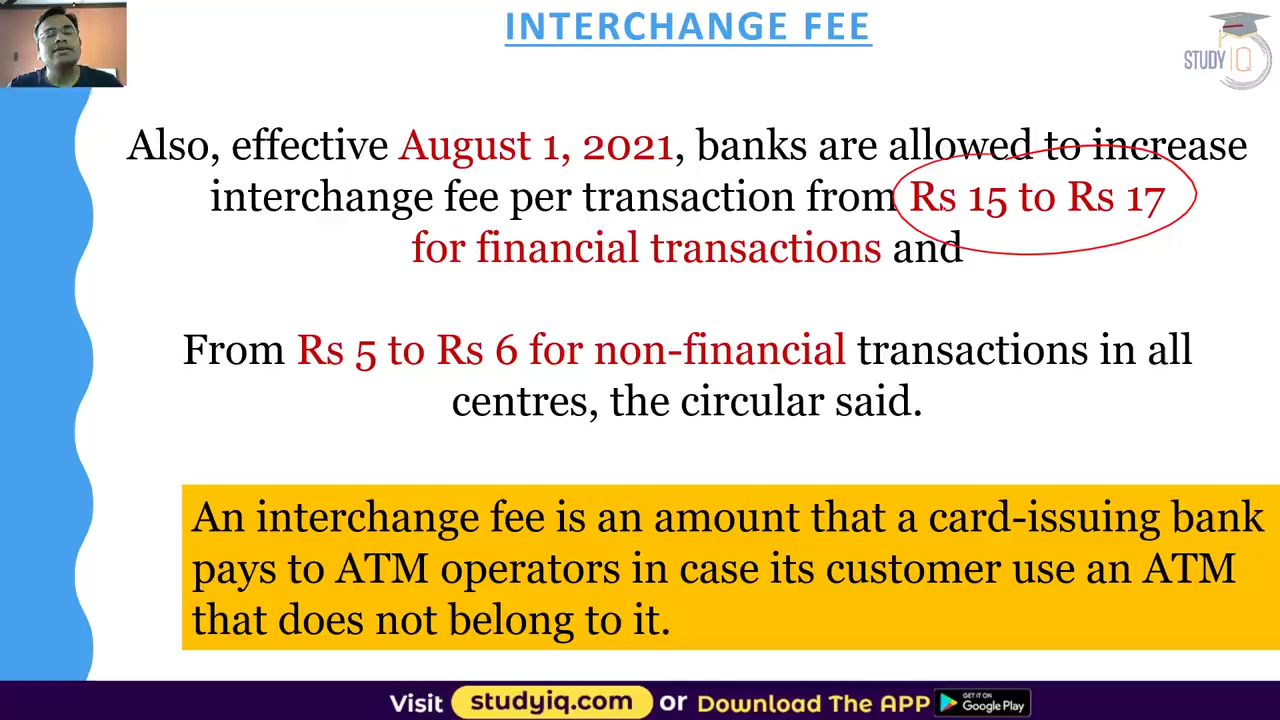 INTERCHANGE FEE
STUDY IQ
Also, effective August 1, 2021, banks are allowed to increase
interchange fee per transaction from Rs 15 to Rs 17
for financial transactions and
From Rs 5 to Rs 6 for non-financial transactions in all
centres, the circular said.
An interchange fee is an amount that a card-issuing bank
pays to ATM operators in case its customer use an ATM
that does not belong to it.
Visit studyiq.com or Download The APP GET IT ON Google Play